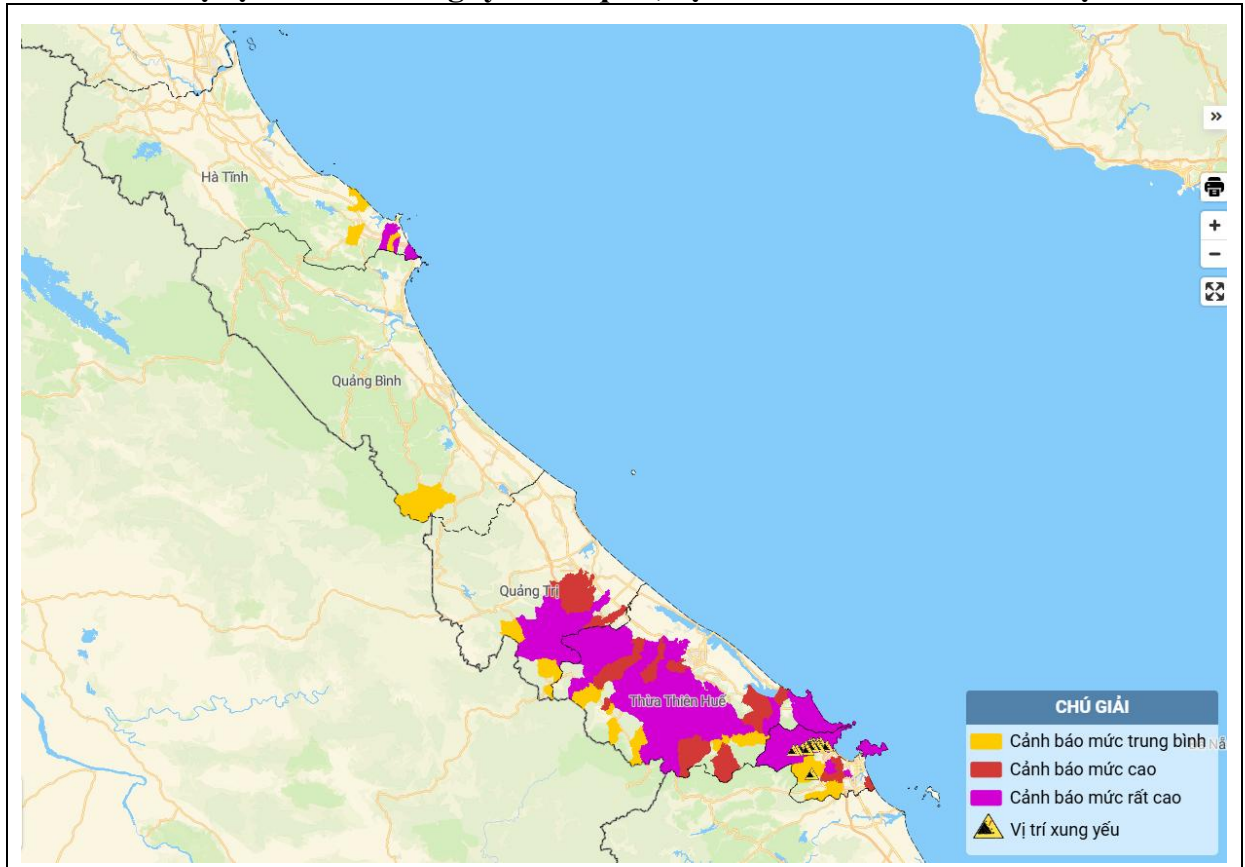 Hà Tĩnh
»
+
−
Quảng Bình
Quảng Trị
Thừa Thiên Huế
CHÚ GIẢI
Cảnh báo mức trung bình
Cảnh báo mức cao
Cảnh báo mức rất cao
Vị trí xung yếu